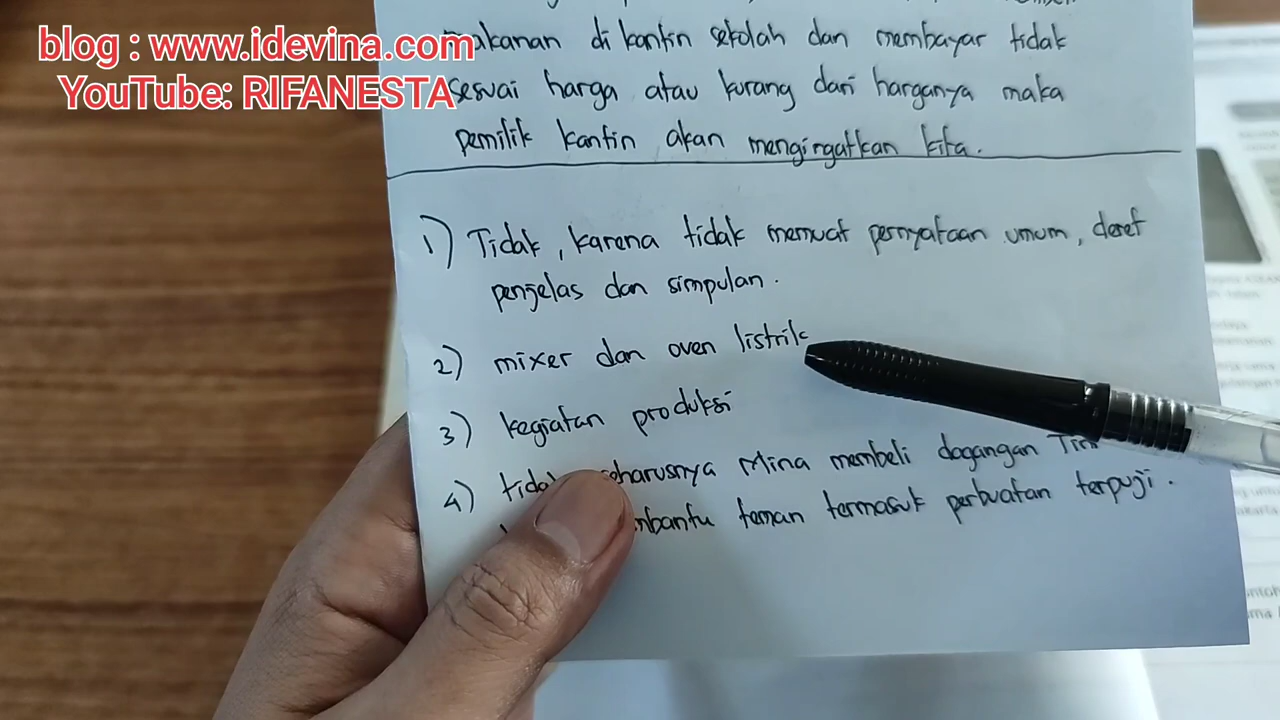 blog : www.idevina.com
YouTube: RIFANESTA
makanan di kantin sekolah dan membayar tidak
sesuai harga atau kurang dari harganya maka
pemilik kantin akan mengingatkan kita.
1) Tidak, karena tidak memuat pernyataan umum, deret
penjelas dan simpulan.
2) mixer dan oven listrik
3) kegiatan produksi
4) seharusnya Mina membeli dagangan
teman termasuk perbuatan terpuji.